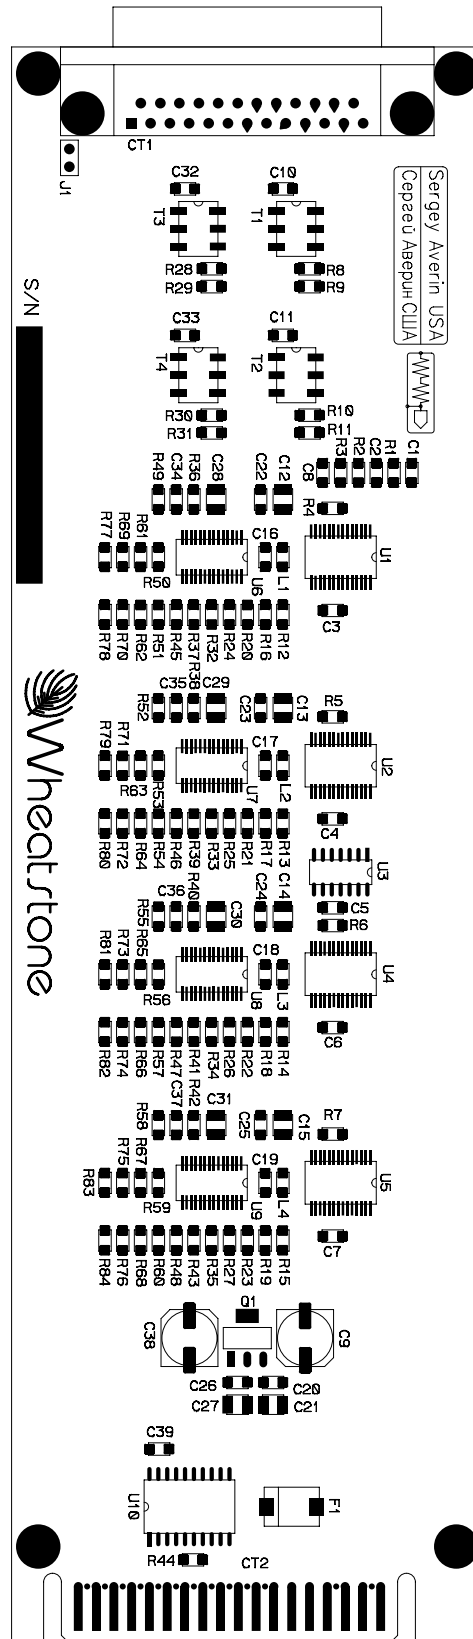 CT1
J1
C32
C10
T3
T1
R28
R8
R29
R9
Sergey Averin USA
Сергей Аверин США
S/N
C33
C11
T4
T2
R30
R10
R31
R11
C8
R3
R2
C2
R1
C1
R49
C34
R36
C28
C22
C12
R4
R77
R69
R61
C16
U1
R50
U6
L1
C3
R78
R70
R62
R51
R45
R37
R32
R24
R20
R16
R12
R38
R52
C35
C29
C23
C13
R5
R79
R71
C17
U2
R63
R53
U7
L2
C4
R80
R72
R64
R54
R46
R39
R33
R25
R21
R17
R13
U3
R40
R55
C36
C30
C24
C14
C5
R6
R81
R73
R65
C18
U4
R56
U8
L3
C6
R82
R74
R66
R57
R47
R41
R34
R26
R22
R18
R14
Wheatstone
R58
C37
R42
C31
C25
C15
R7
R83
R75
R67
C19
U5
R59
U9
L4
C7
R84
R76
R68
R60
R48
R43
R35
R27
R23
R19
R15
C38
Q1
C9
C26
C20
C27
C21
C39
U10
F1
R44
CT2